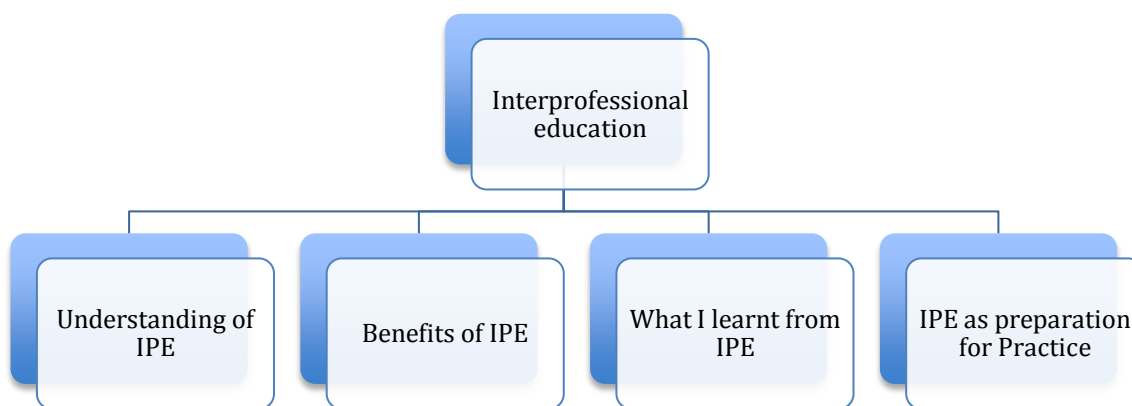 Interprofessional
education
Understanding of
IPE
Benefits of IPE
What I learnt from
IPE
IPE as preparation
for Practice